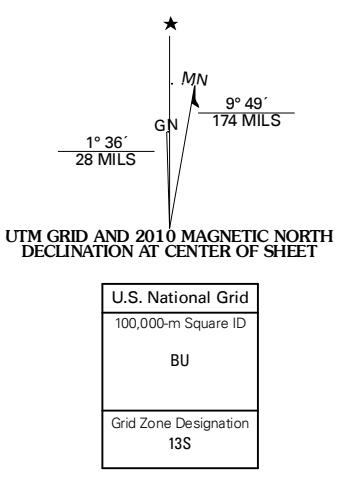 MN
GN
9° 49´
174 MILS
1° 36´
28 MILS
UTM GRID AND 2010 MAGNETIC NORTH
DECLINATION AT CENTER OF SHEET
U.S. National Grid
100,000-m Square ID
BU
Grid Zone Designation
13S